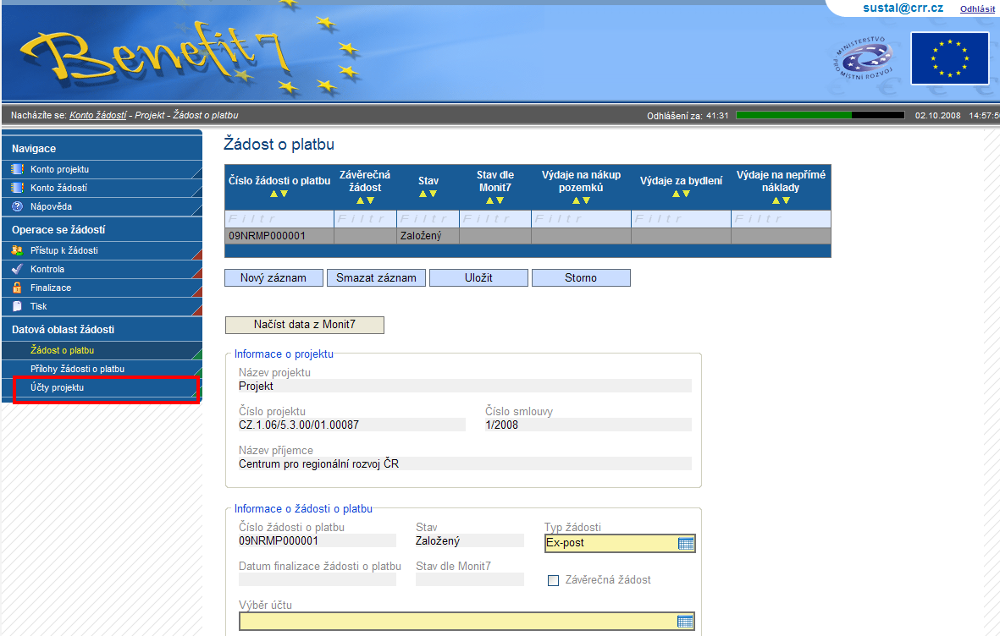 sustal@crr.cz Odhlásit
Benefit 7
MINISTERSTVO
PRO MÍSTNÍ ROZVOJ
Nacházíte se: Konto žádostí - Projekt - Žádost o platbu
Odhlášení za: 41:31
02.10.2008 14:57:5
Navigace
Konto projektu
Konto žádostí
Nápověda
Operace se žádostí
Přístup k žádosti
Kontrola
Finalizace
Tisk
Datová oblast žádosti
Žádost o platbu
Přílohy žádosti o platbu
Účty projektu
Žádost o platbu
Číslo žádosti o platbu
Závěrečná žádost
Stav
Stav dle Monit7
Výdaje na nákup pozemků
Výdaje za bydlení
Výdaje na nepřímé náklady
Filtr Filtr Filtr Filtr Filtr Filtr Filtr
09NRMP000001 Založený
Nový záznam Smazat záznam Uložit Storno
Načíst data z Monit7
Informace o projektu
Název projektu
Projekt
Číslo projektu Číslo smlouvy
CZ.1.06/5.3.00/01.00087 1/2008
Název příjemce
Centrum pro regionální rozvoj ČR
Informace o žádosti o platbu
Číslo žádosti o platbu Stav Typ žádosti
09NRMP000001 Založený Ex-post
Datum finalizace žádosti o platbu Stav dle Monit7
Závěrečná žádost
Výběr účtu